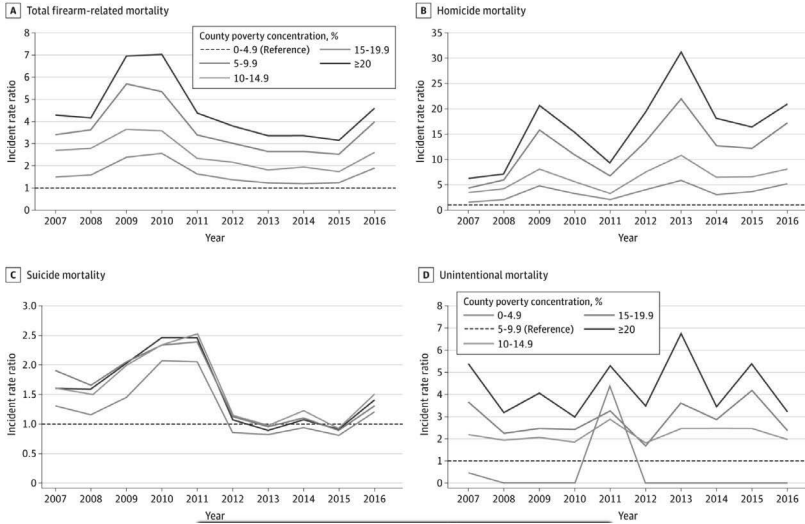 A Total firearm-related mortality
8
7
6
5
4
3
2
1
0
Incident rate ratio
County poverty concentration, %
0-4.9 (Reference)
5-9.9
10-14.9
15-19.9
≥20
2007 2008 2009 2010 2011 2012 2013 2014 2015 2016
Year
B Homicide mortality
35
30
25
20
15
10
5
0
Incident rate ratio
2007 2008 2009 2010 2011 2012 2013 2014 2015 2016
Year
C Suicide mortality
3.0
2.5
2.0
1.5
1.0
0.5
0
Incident rate ratio
2007 2008 2009 2010 2011 2012 2013 2014 2015 2016
Year
D Unintentional mortality
8
7
6
5
4
3
2
1
0
Incident rate ratio
County poverty concentration, %
0-4.9
5-9.9 (Reference)
10-14.9
15-19.9
≥20
2007 2008 2009 2010 2011 2012 2013 2014 2015 2016
Year